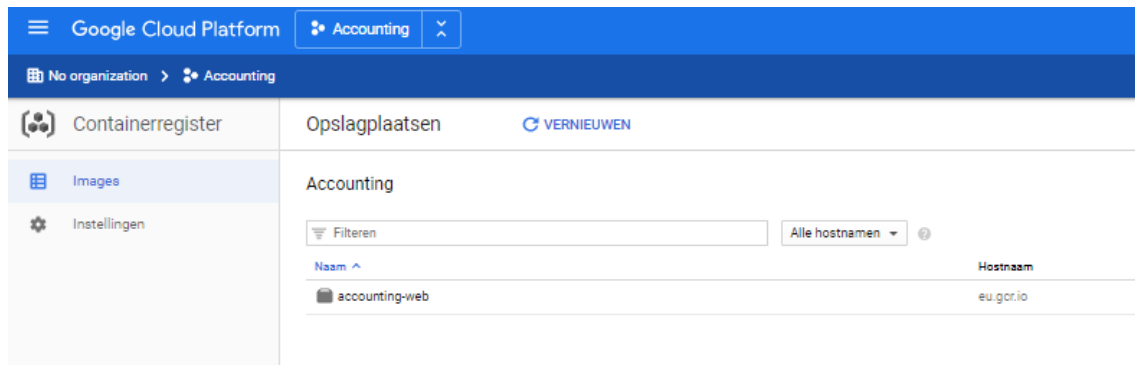 Google Cloud Platform
Accounting
No organization > Accounting
Containerregister
Opslagplaatsen
VERNIEUWEN
Images
Accounting
Instellingen
Filteren
Alle hostnamen
Naam
Hostnaam
accounting-web
eu.gcr.io